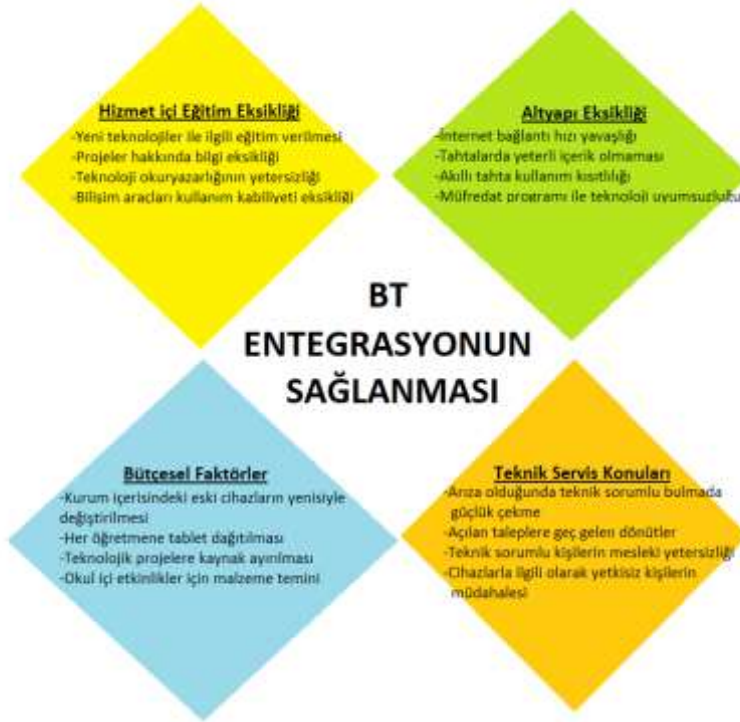 Hizmet içi Eğitim Eksikliği
-Yeni teknolojiler ile ilgili eğitim verilmesi
-Projeler hakkında bilgi eksikliği
-Teknoloji okuryazarlığının yetersizliği
-Bilişim araçları kullanım kabiliyeti eksikliği
Altyapı Eksikliği
-İnternet bağlantı hızı yavaşlığı
-Tahtalarda yeterli içerik olmaması
-Akıllı tahta kullanım kısıtlılığı
-Müfredat programı ile teknoloji uyumsuzluğu
BT
ENTEGRASYONUN
SAĞLANMASI
Bütçesel Faktörler
-Kurum içerisindeki eski cihazların yenisiyle
değiştirilmesi
-Her öğretmene tablet dağıtılması
-Teknolojik projelere kaynak ayırılması
-Okul içi etkinlikler için malzeme temini
Teknik Servis Konuları
-Arıza olduğunda teknik sorumlu bulmada
güçlük çekme
-Açılan taleplere geç gelen dönütler
-Teknik sorumlu kişilerin mesleki yetersizliği
-Cihazlarla ilgili olarak yetkisiz kişilerin
müdahalesi